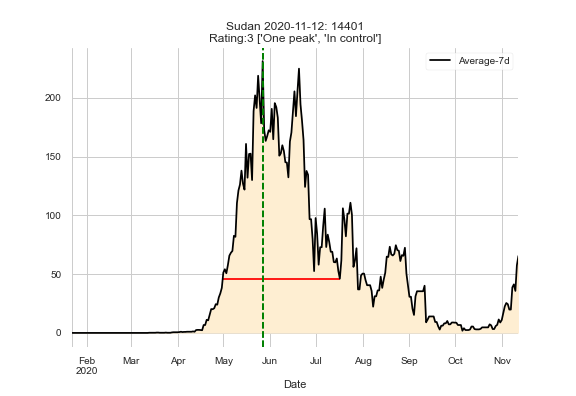 Sudan 2020-11-12: 14401
Rating:3 ['One peak', 'In control']
Average-7d
200
150
100
50
0
Feb Mar Apr May Jun Jul Aug Sep Oct Nov
2020
Date